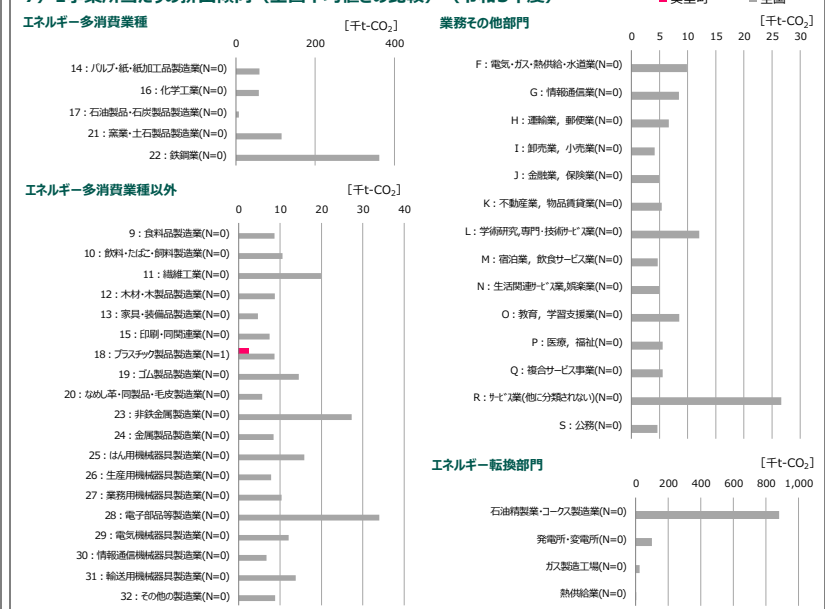 エネルギー多消費業種
[千t-CO₂]
0 200 400
14：パルプ・紙・紙加工品製造業(N=0)
16：化学工業(N=0)
17：石油製品・石炭製品製造業(N=0)
21：窯業・土石製品製造業(N=0)
22：鉄鋼業(N=0)
エネルギー多消費業種以外
[千t-CO₂]
0 10 20 30 40
9：食料品製造業(N=0)
10：飲料・たばこ・飼料製造業(N=0)
11：繊維工業(N=0)
12：木材・木製品製造業(N=0)
13：家具・装備品製造業(N=0)
15：印刷・同関連業(N=0)
18：プラスチック製品製造業(N=1)
19：ゴム製品製造業(N=0)
20：なめし革・同製品・毛皮製造業(N=0)
23：非鉄金属製造業(N=0)
24：金属製品製造業(N=0)
25：はん用機械器具製造業(N=0)
26：生産用機械器具製造業(N=0)
27：業務用機械器具製造業(N=0)
28：電子部品等製造業(N=0)
29：電気機械器具製造業(N=0)
30：情報通信機械器具製造業(N=0)
31：輸送用機械器具製造業(N=0)
32：その他の製造業(N=0)
業務その他部門
[千t-CO₂]
0 5 10 15 20 25 30
F：電気・ガス・熱供給・水道業(N=0)
G：情報通信業(N=0)
H：運輸業，郵便業(N=0)
I：卸売業，小売業(N=0)
J：金融業，保険業(N=0)
K：不動産業，物品賃貸業(N=0)
L：学術研究,専門・技術サービス業(N=0)
M：宿泊業，飲食サービス業(N=0)
N：生活関連サービス業,娯楽業(N=0)
O：教育，学習支援業(N=0)
P：医療，福祉(N=0)
Q：複合サービス事業(N=0)
R：サービス業(他に分類されない)(N=0)
S：公務(N=0)
エネルギー転換部門
[千t-CO₂]
0 200 400 600 800 1,000
石油精製業・コークス製造業(N=0)
発電所・変電所(N=0)
ガス製造工場(N=0)
熱供給業(N=0)